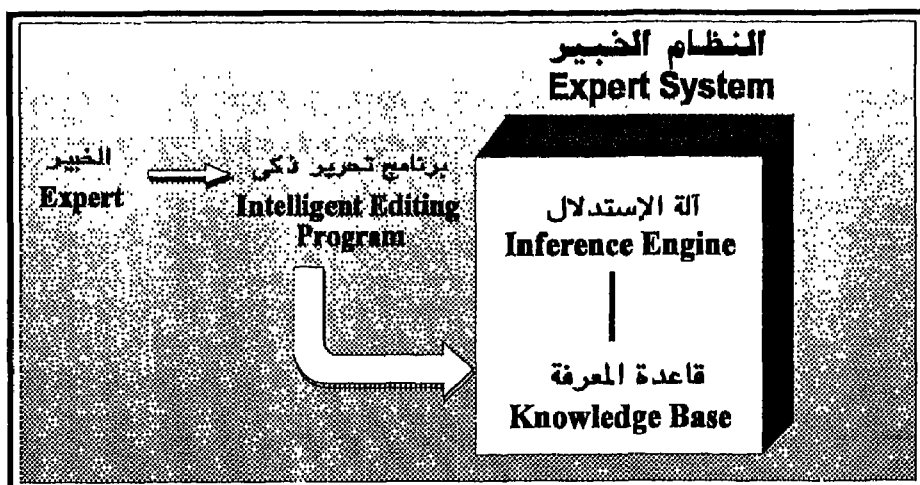 النظام الخبير
Expert System
الخبير
Expert
برنامج تحرير ذكى
Intelligent Editing
Program
آلة الإستدلال
Inference Engine
قاعدة المعرفة
Knowledge Base